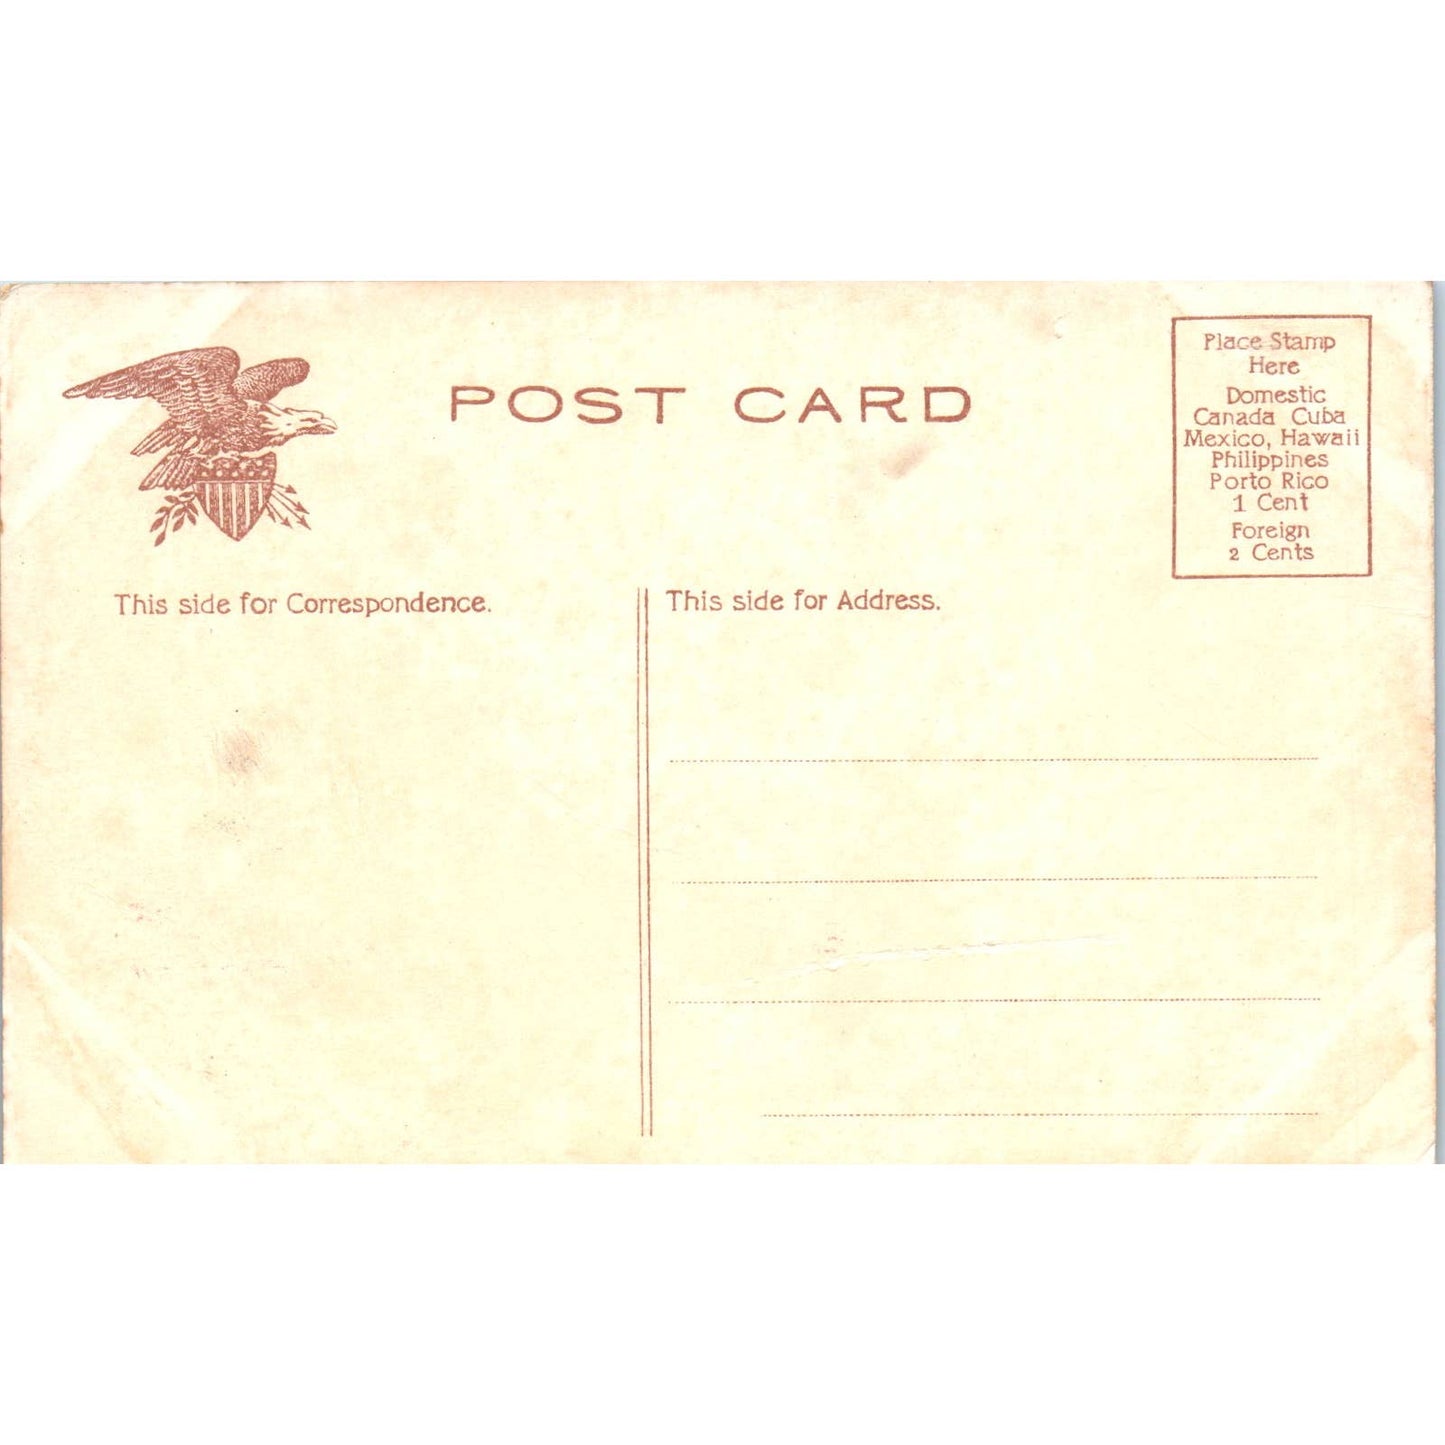 POST CARD
Place Stamp
Here
Domestic
Canada Cuba
Mexico, Hawaii
Philippines
Porto Rico
1 Cent
Foreign
2 Cents
This side for Correspondence.
This side for Address.